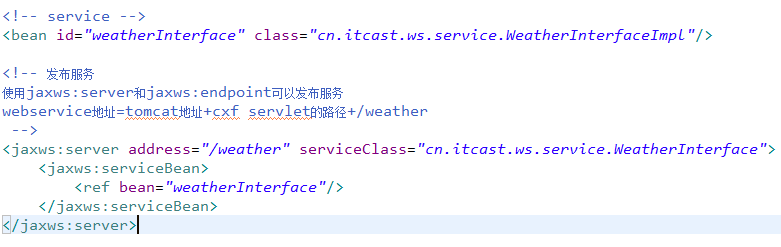 <!-- service -->
<bean id="weatherInterface" class="cn.itcast.ws.service.WeatherInterfaceImpl"/>
<!-- 发布服务
使用jaxws:server和jaxws:endpoint可以发布服务
webservice地址=tomcat地址+cxf servlet的路径+/weather
-->
<jaxws:server address="/weather" serviceClass="cn.itcast.ws.service.WeatherInterface">
<jaxws:serviceBean>
<ref bean="weatherInterface"/>
</jaxws:serviceBean>
</jaxws:server>